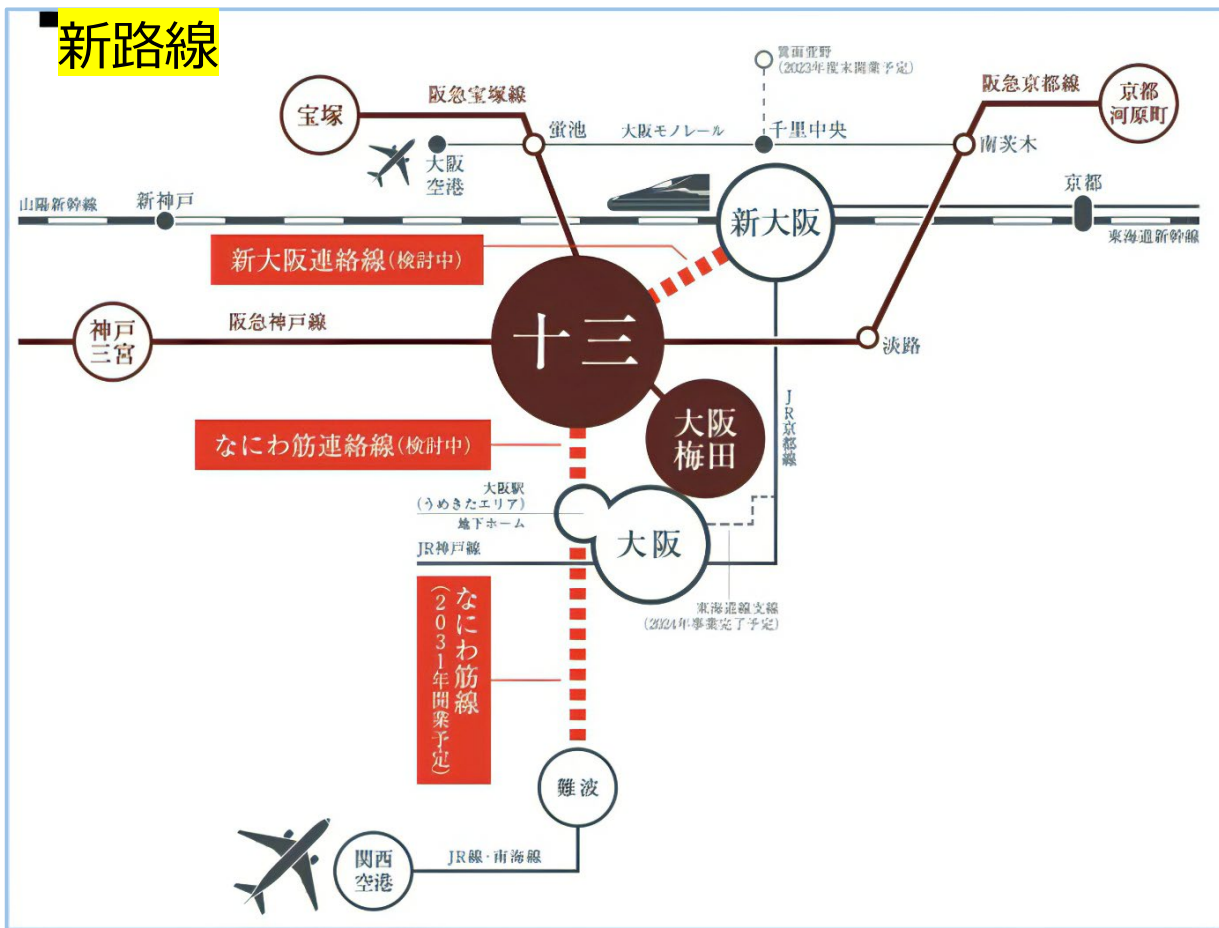 新路線
箕面萱野
(2023年度末開業予定)
阪急宝塚線
阪急京都線
宝塚
京都
河原町
蛍池
大阪モノレール
千里中央
南茨木
大阪
空港
京都
山陽新幹線
新神戸
新大阪
東海道新幹線
新大阪連絡線(検討中)
神戸
三宮
阪急神戸線
十三
淡路
大阪
梅田
JR京都線
なにわ筋連絡線(検討中)
大阪駅
(うめきたエリア)
地下ホーム
大阪
JR神戸線
東海道線支線
(2024年事業完了予定)
なにわ筋線
(2031年開業予定)
難波
関西
空港
JR線・南海線